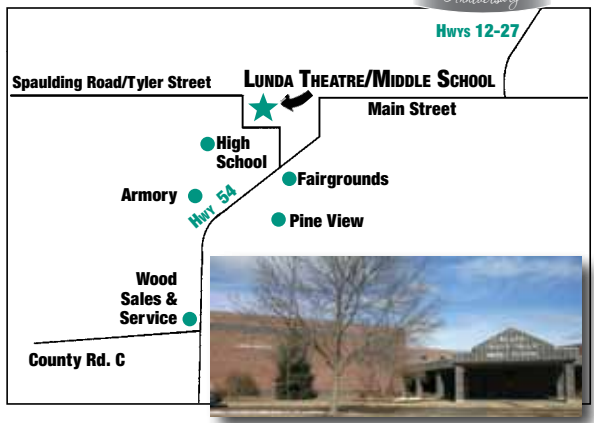 Anniversary
Hwys 12-27
Spaulding Road/Tyler Street
Lunda Theatre/Middle School
Main Street
High
School
Fairgrounds
Armory
Hwy 54
Pine View
Wood
Sales &
Service
County Rd. C